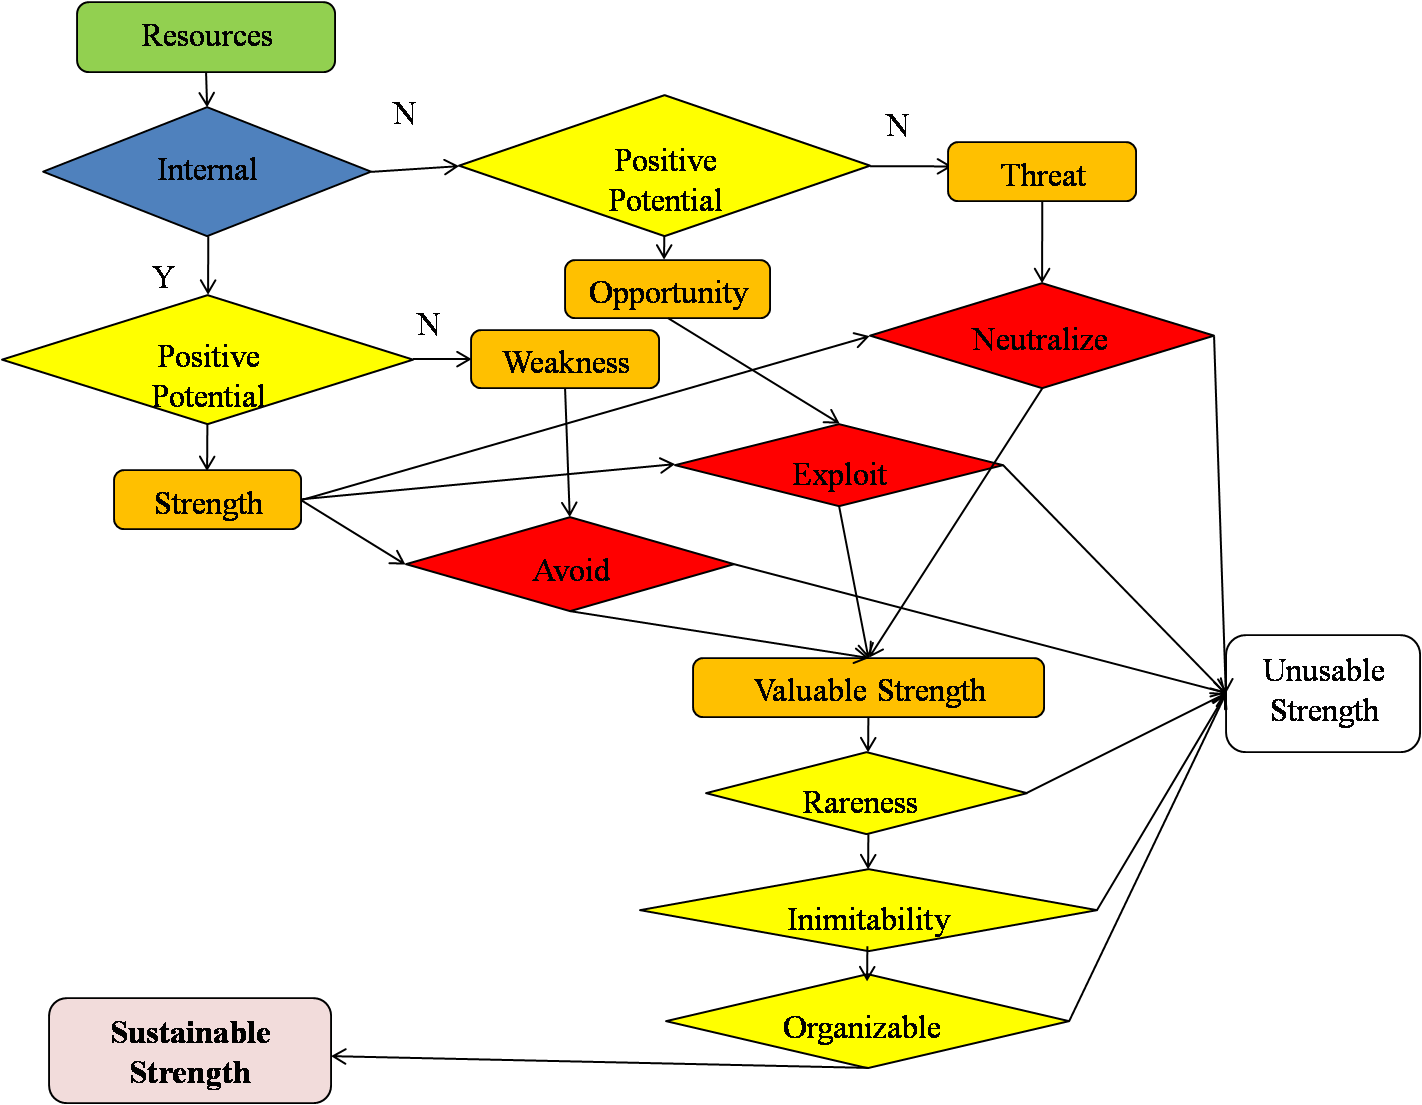 Resources
N
N
Internal
Positive
Potential
Threat
Y
Opportunity
N
Positive
Potential
Weakness
Neutralize
Strength
Exploit
Avoid
Valuable Strength
Unusable
Strength
Rareness
Inimitability
Organizable
Sustainable
Strength